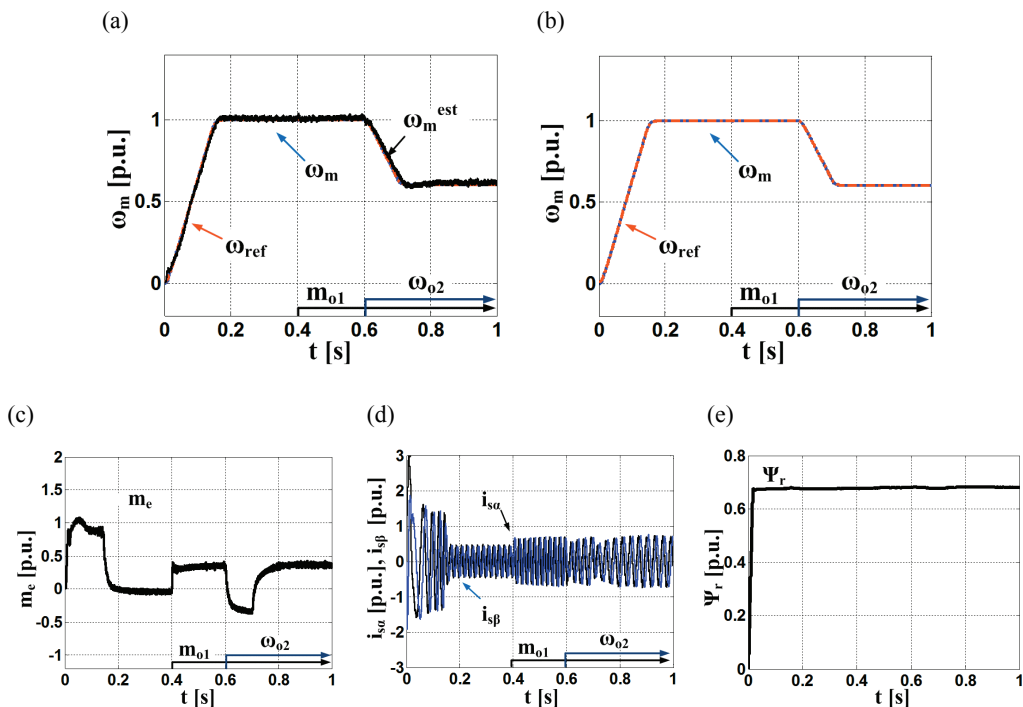 (a)
(b)
ω_m [p.u.]
1
0.5
0
ω_m^est
ω_m
ω_ref
m_o1
ω_o2
0 0.2 0.4 0.6 0.8 1
t [s]
ω_m [p.u.]
1
0.5
0
ω_m
ω_ref
m_o1
ω_o2
0 0.2 0.4 0.6 0.8 1
t [s]
(c)
(d)
(e)
m_e [p.u.]
2
1.5
1
0.5
0
-0.5
-1
m_e
m_o1
ω_o2
0 0.2 0.4 0.6 0.8 1
t [s]
i_sα [p.u.], i_sβ [p.u.]
3
2
1
0
-1
-2
-3
i_sα
i_sβ
m_o1
ω_o2
0 0.2 0.4 0.6 0.8 1
t [s]
Ψ_r [p.u.]
0.8
0.6
0.4
0.2
0
Ψ_r
0 0.2 0.4 0.6 0.8 1
t [s]